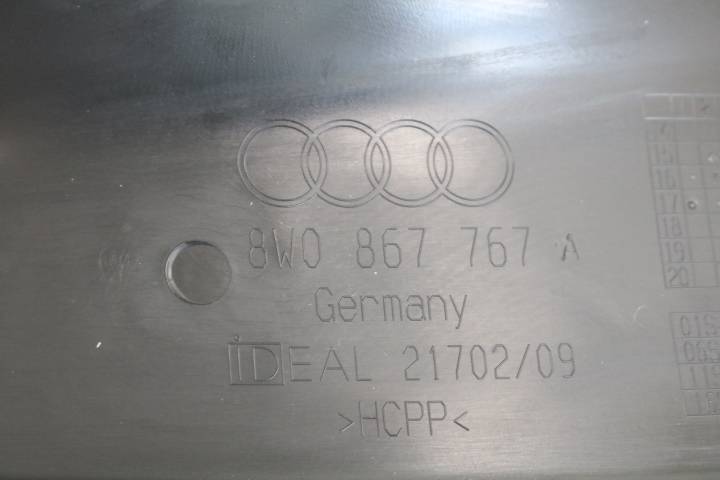 8W0 867 767 A
Germany
IDEAL 21702/09
>HCPP<
15
16
17
18
19
20